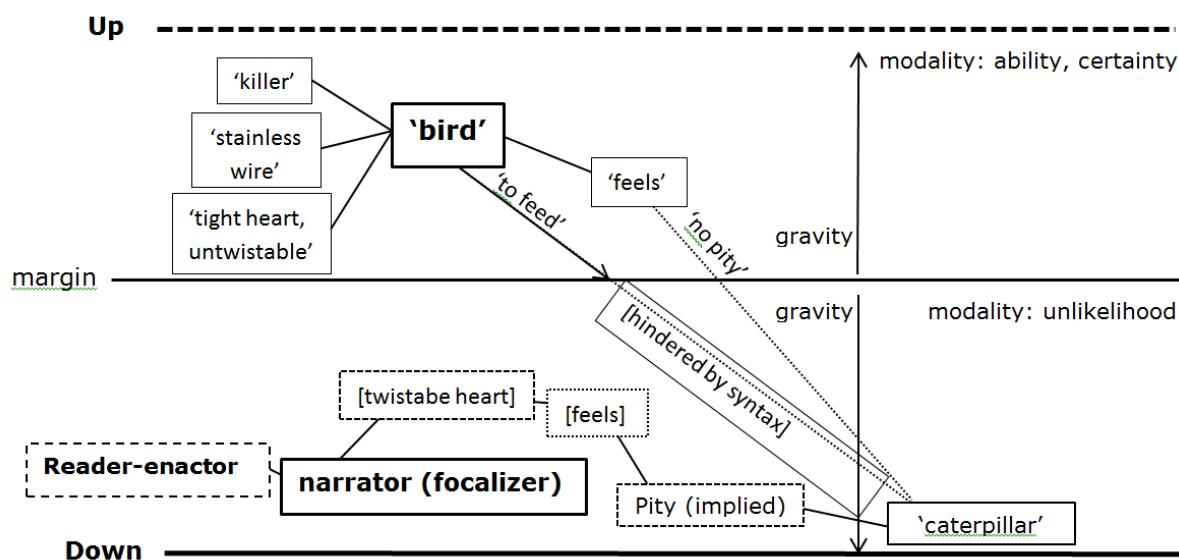 Up
modality: ability, certainty
‘killer’
‘bird’
‘stainless
wire’
‘feels’
‘to feed’
‘tight heart,
untwistable’
‘no pity’
gravity
margin
gravity
modality: unlikelihood
[hindered by syntax]
[twistabe heart]
[feels]
Reader-enactor
narrator (focalizer)
Pity (implied)
‘caterpillar’
Down